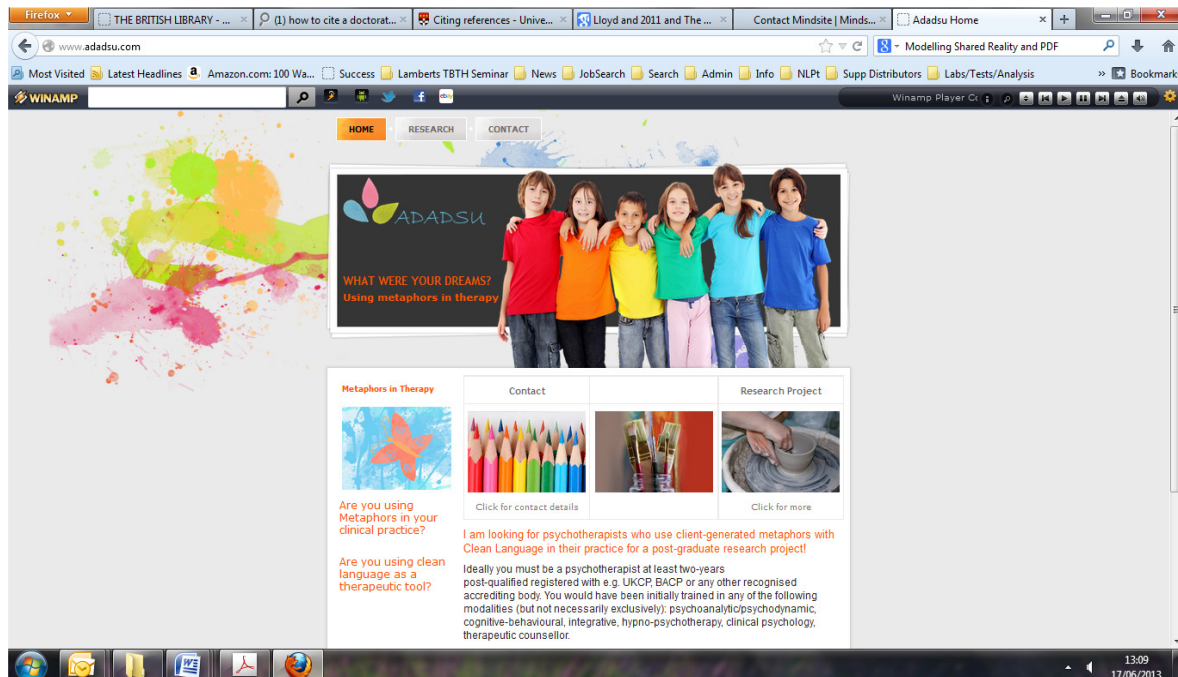 Firefox
THE BRITISH LIBRARY - ...
(1) how to cite a doctorat...
Citing references - Unive...
Lloyd and 2011 and The ...
Contact Mindsite | Minds...
Adadsu Home
www.adadsu.com
Modelling Shared Reality and PDF
Most Visited Latest Headlines Amazon.com: 100 Wa... Success Lamberts TBTH Seminar News JobSearch Search Admin Info NLPt Supp Distributors Labs/Tests/Analysis » Bookmark
WINAMP
ebay
Winamp Player Cc
HOME RESEARCH CONTACT
ADADSU
WHAT WERE YOUR DREAMS?
Using metaphors in therapy
Metaphors in Therapy
Contact
Research Project
Click for contact details
Click for more
Are you using
Metaphors in your
clinical practice?
Are you using clean
language as a
therapeutic tool?
I am looking for psychotherapists who use client-generated metaphors with
Clean Language in their practice for a post-graduate research project!
Ideally you must be a psychotherapist at least two-years
post-qualified registered with e.g. UKCP, BACP or any other recognised
accrediting body. You would have been initially trained in any of the following
modalities (but not necessarily exclusively): psychoanalytic/psychodynamic,
cognitive-behavioural, integrative, hypno-psychotherapy, clinical psychology,
therapeutic counsellor.
13:09
17/06/2013